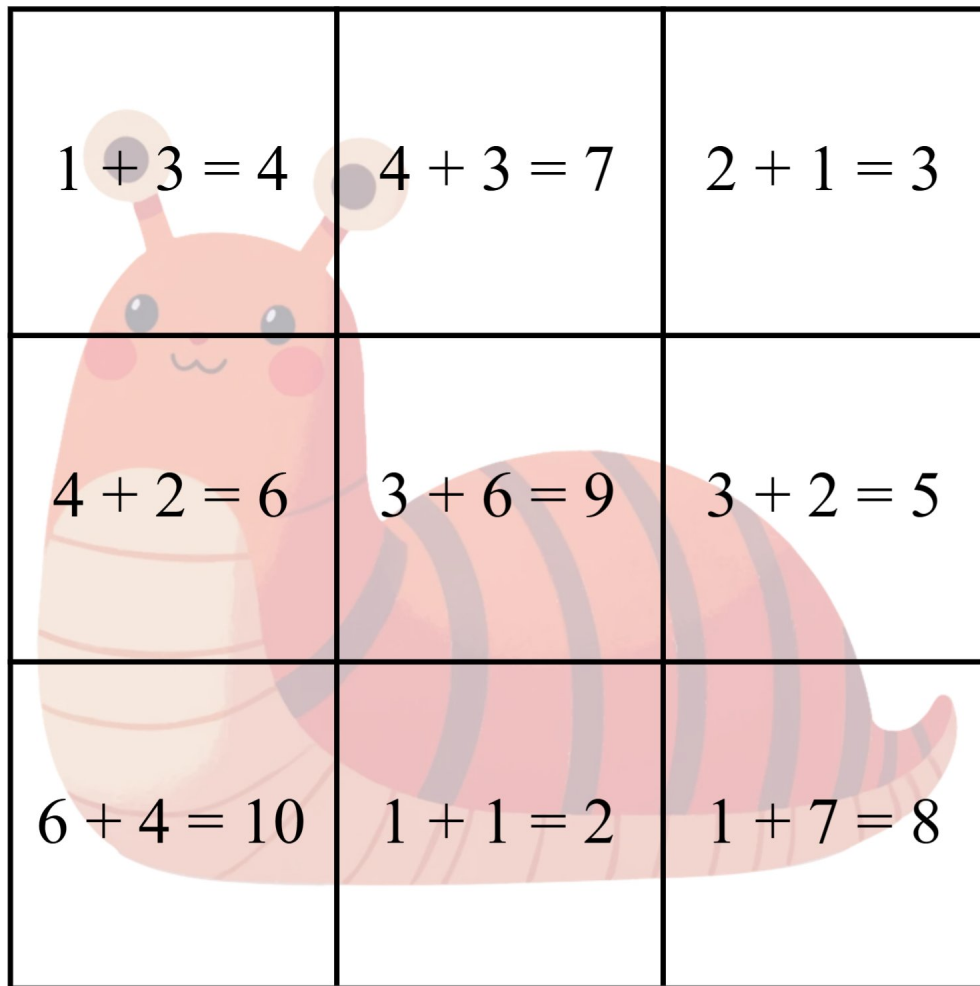 1 + 3 = 4
4 + 3 = 7
2 + 1 = 3
4 + 2 = 6
3 + 6 = 9
3 + 2 = 5
6 + 4 = 10
1 + 1 = 2
1 + 7 = 8